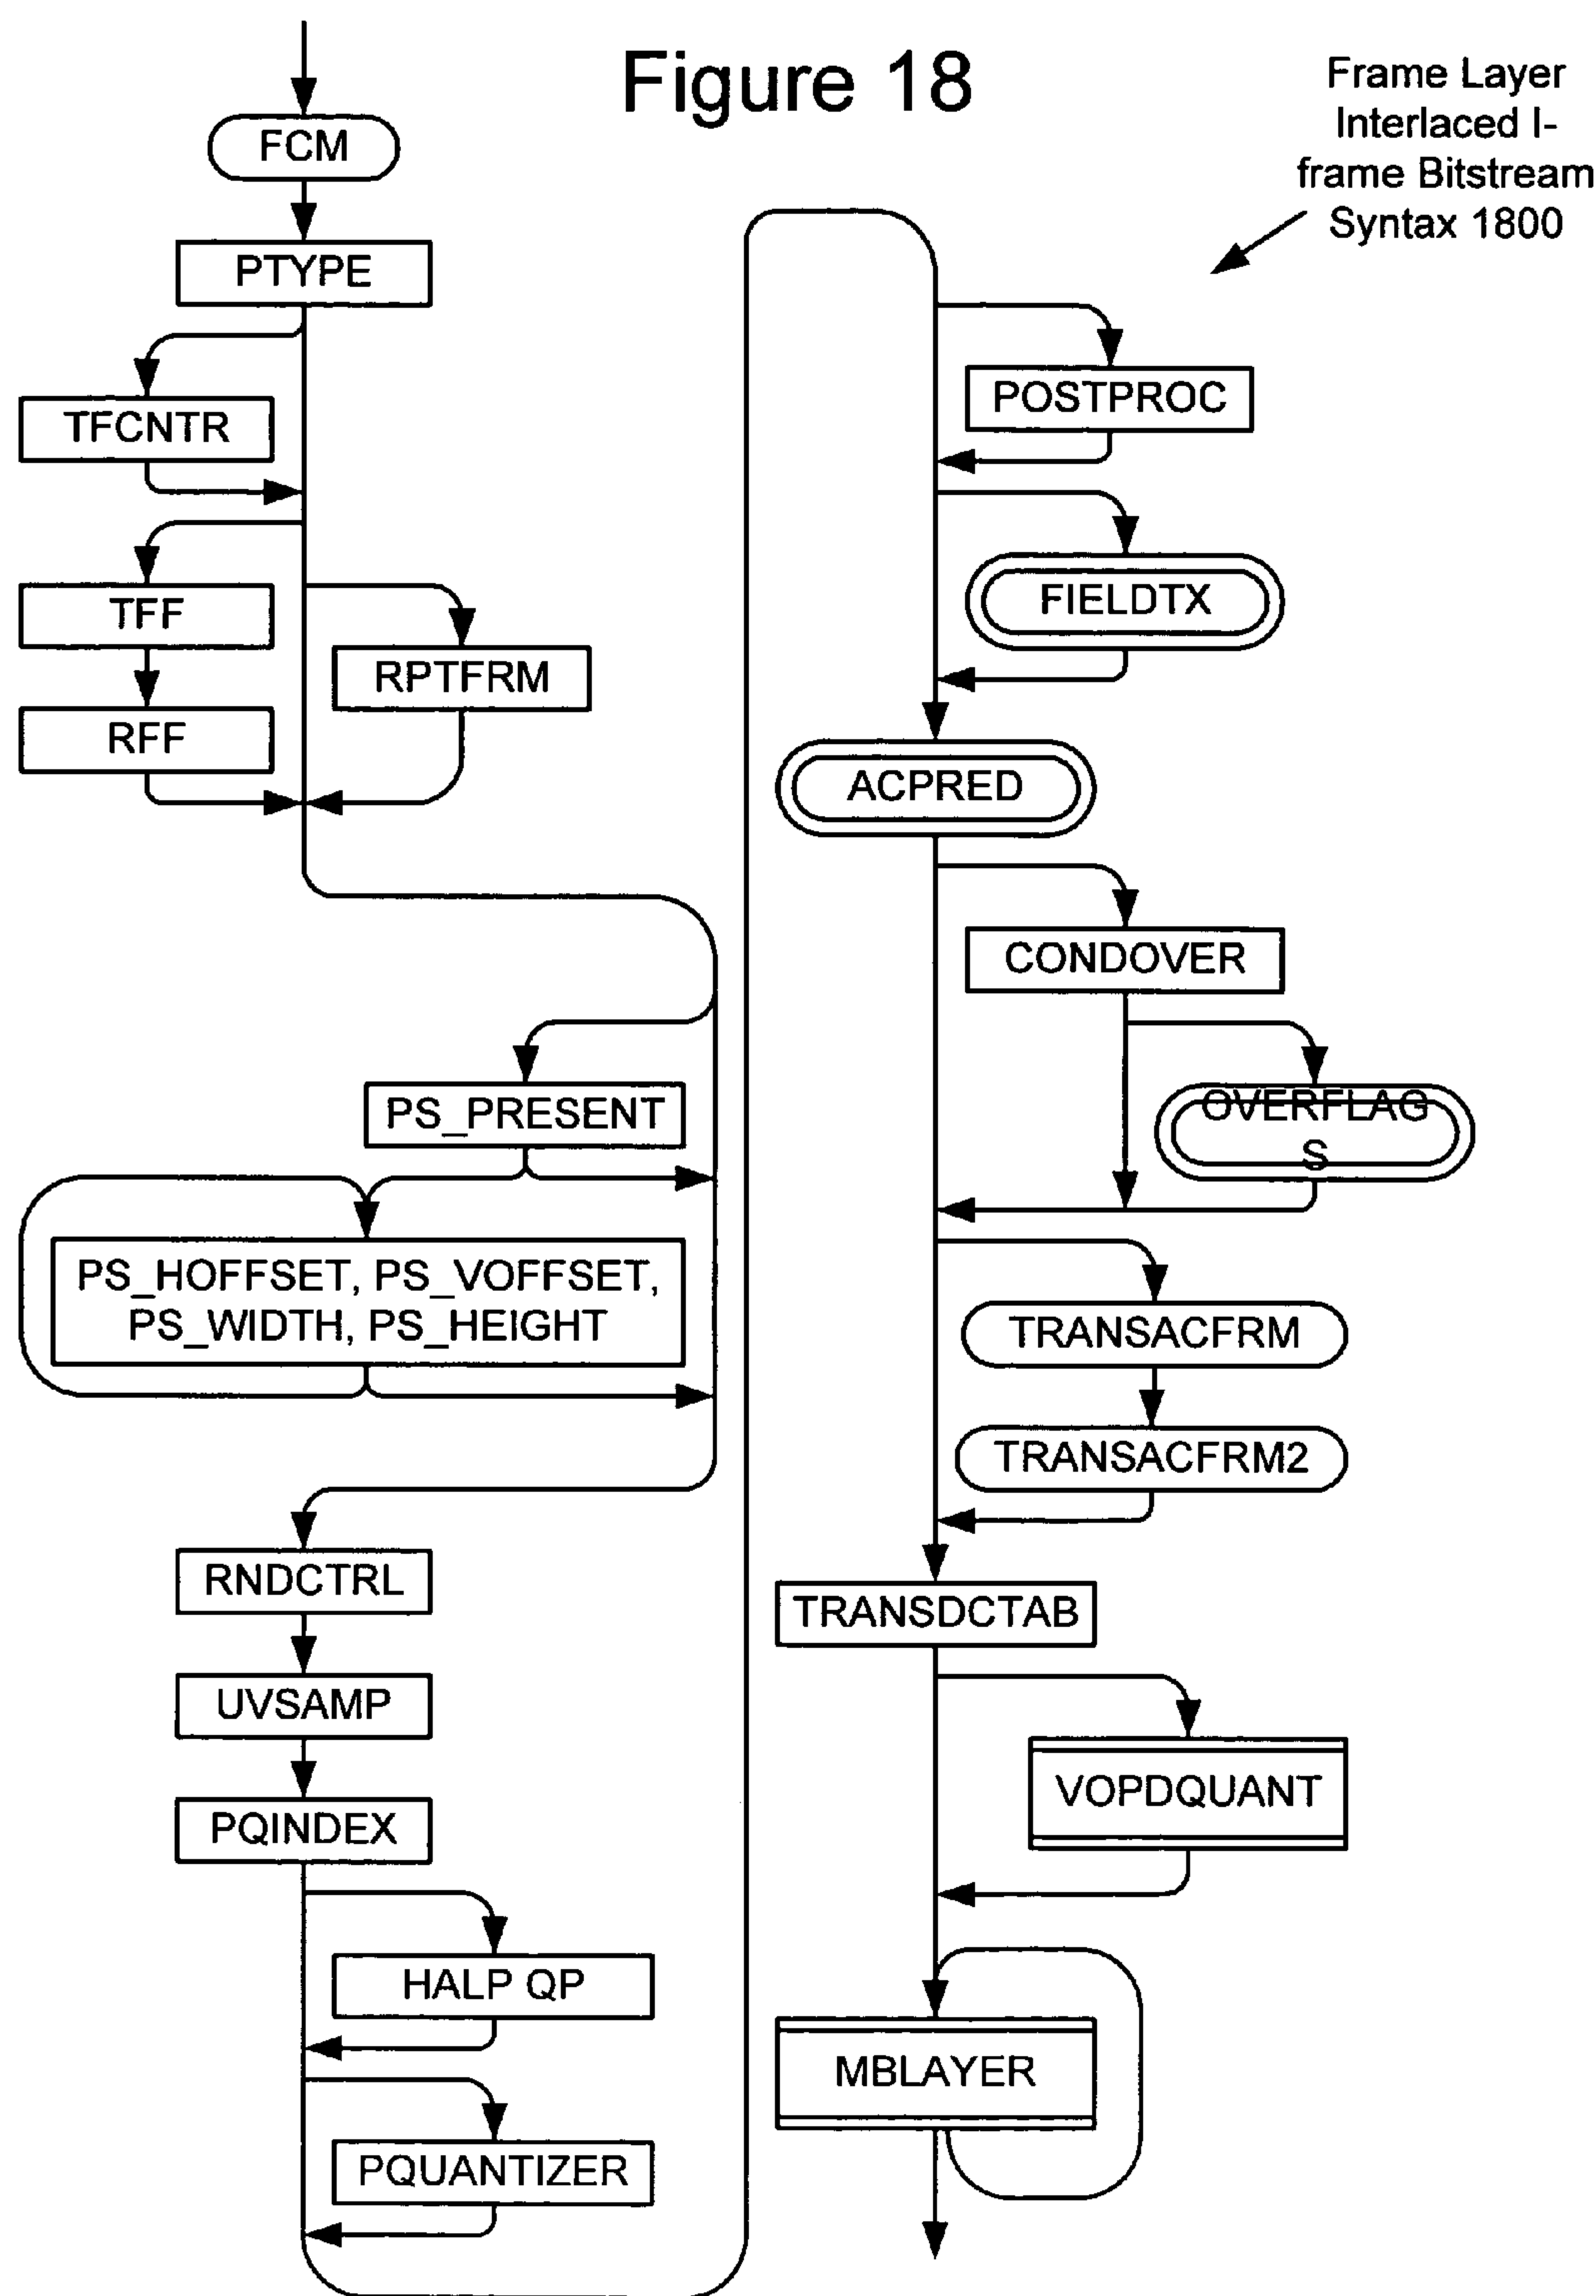 Figure 18
Frame Layer
Interlaced I-
frame Bitstream
Syntax 1800
FCM
PTYPE
TFCNTR
TFF
RPTFRM
RFF
PS_PRESENT
PS_HOFFSET, PS_VOFFSET,
PS_WIDTH, PS_HEIGHT
RNDCTRL
UVSAMP
PQINDEX
HALP QP
PQUANTIZER
POSTPROC
FIELDTX
ACPRED
CONDOVER
OVERFLAG
S
TRANSACFRM
TRANSACFRM2
TRANSDCTAB
VOPDQUANT
MBLAYER